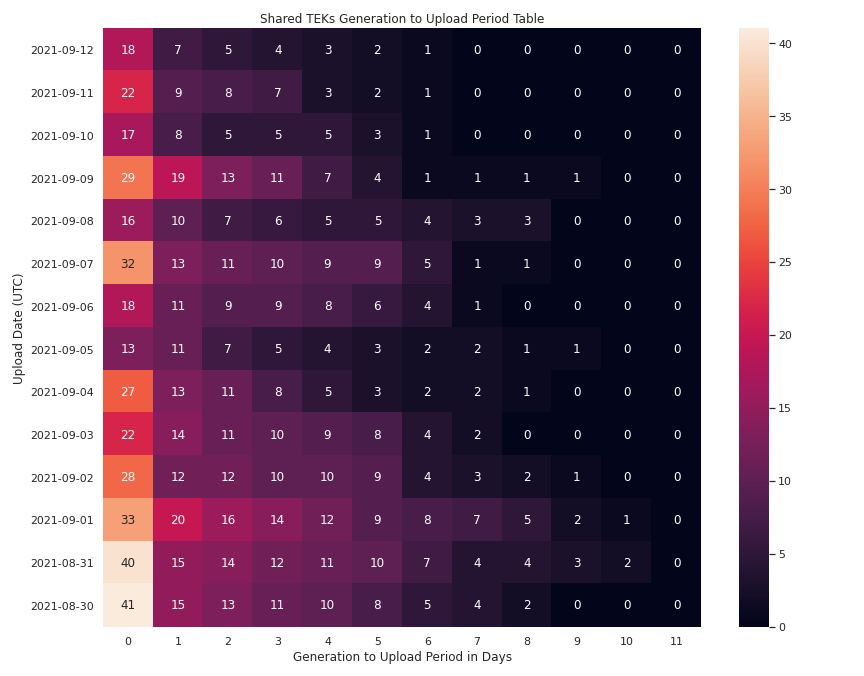 Shared TEKs Generation to Upload Period Table
Upload Date (UTC)
2021-09-12 18 7 5 4 3 2 1 0 0 0 0 0
2021-09-11 22 9 8 7 3 2 1 0 0 0 0 0
2021-09-10 17 8 5 5 5 3 1 0 0 0 0 0
2021-09-09 29 19 13 11 7 4 1 1 1 1 0 0
2021-09-08 16 10 7 6 5 5 4 3 3 0 0 0
2021-09-07 32 13 11 10 9 9 5 1 1 0 0 0
2021-09-06 18 11 9 9 8 6 4 1 0 0 0 0
2021-09-05 13 11 7 5 4 3 2 2 1 1 0 0
2021-09-04 27 13 11 8 5 3 2 2 1 0 0 0
2021-09-03 22 14 11 10 9 8 4 2 0 0 0 0
2021-09-02 28 12 12 10 10 9 4 3 2 1 0 0
2021-09-01 33 20 16 14 12 9 8 7 5 2 1 0
2021-08-31 40 15 14 12 11 10 7 4 4 3 2 0
2021-08-30 41 15 13 11 10 8 5 4 2 0 0 0
0 1 2 3 4 5 6 7 8 9 10 11
Generation to Upload Period in Days
40
35
30
25
20
15
10
5
0